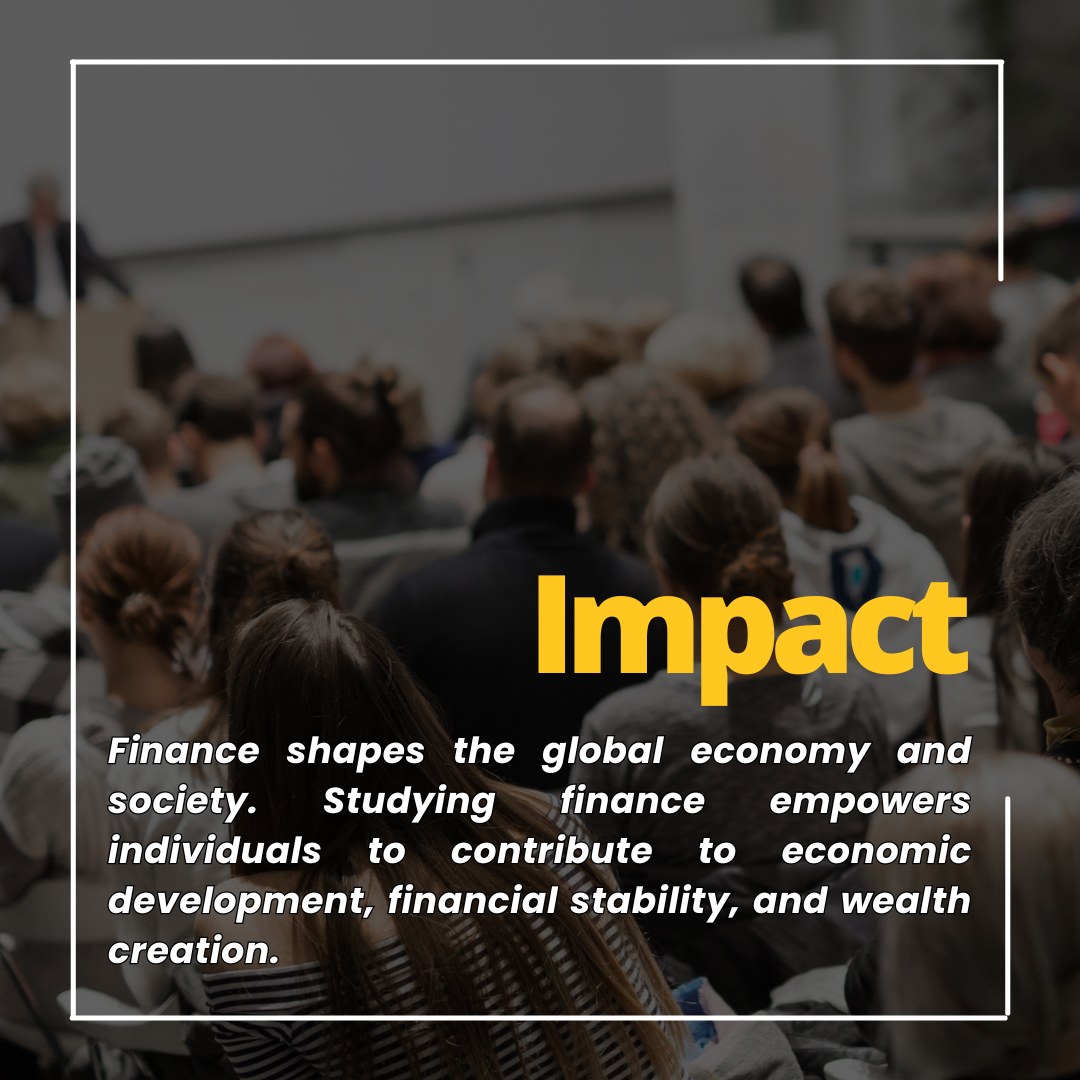 Impact
Finance shapes the global economy and
society. Studying finance empowers
individuals to contribute to economic
development, financial stability, and wealth
creation.